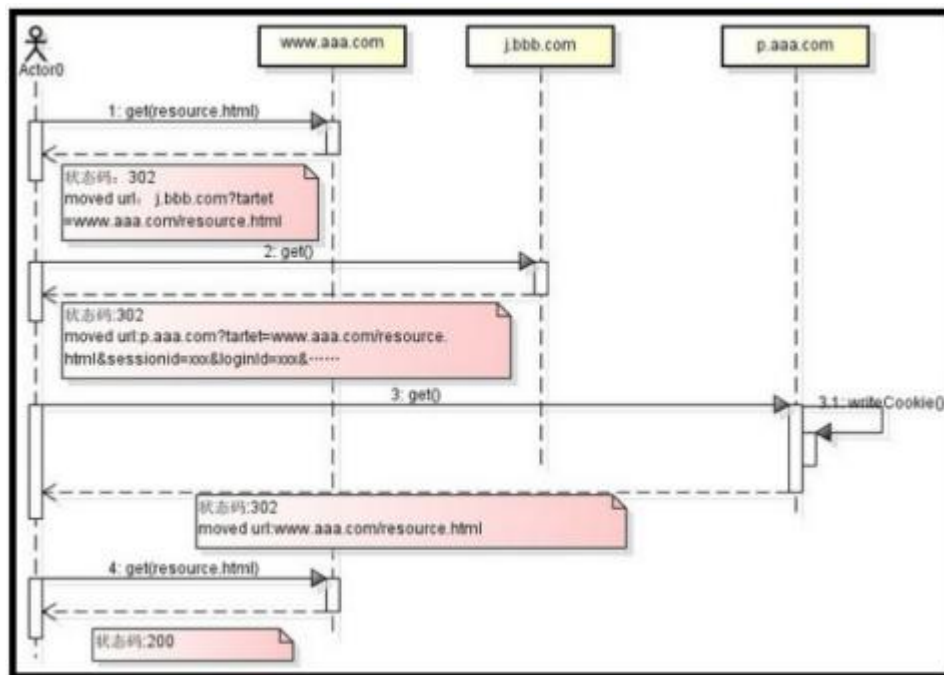 Actor0
www.aaa.com
j.bbb.com
p.aaa.com
1: get(resource.html)
状态码：302
moved url： j.bbb.com?tartet
=www.aaa.com/resource.html
2: get()
状态码:302
moved url:p.aaa.com?tartet=www.aaa.com/resource.
html&sessionid=xxx&loginId=xxx&······
3: get()
3.1: writeCookie()
状态码:302
moved url:www.aaa.com/resource.html
4: get(resource.html)
状态码:200